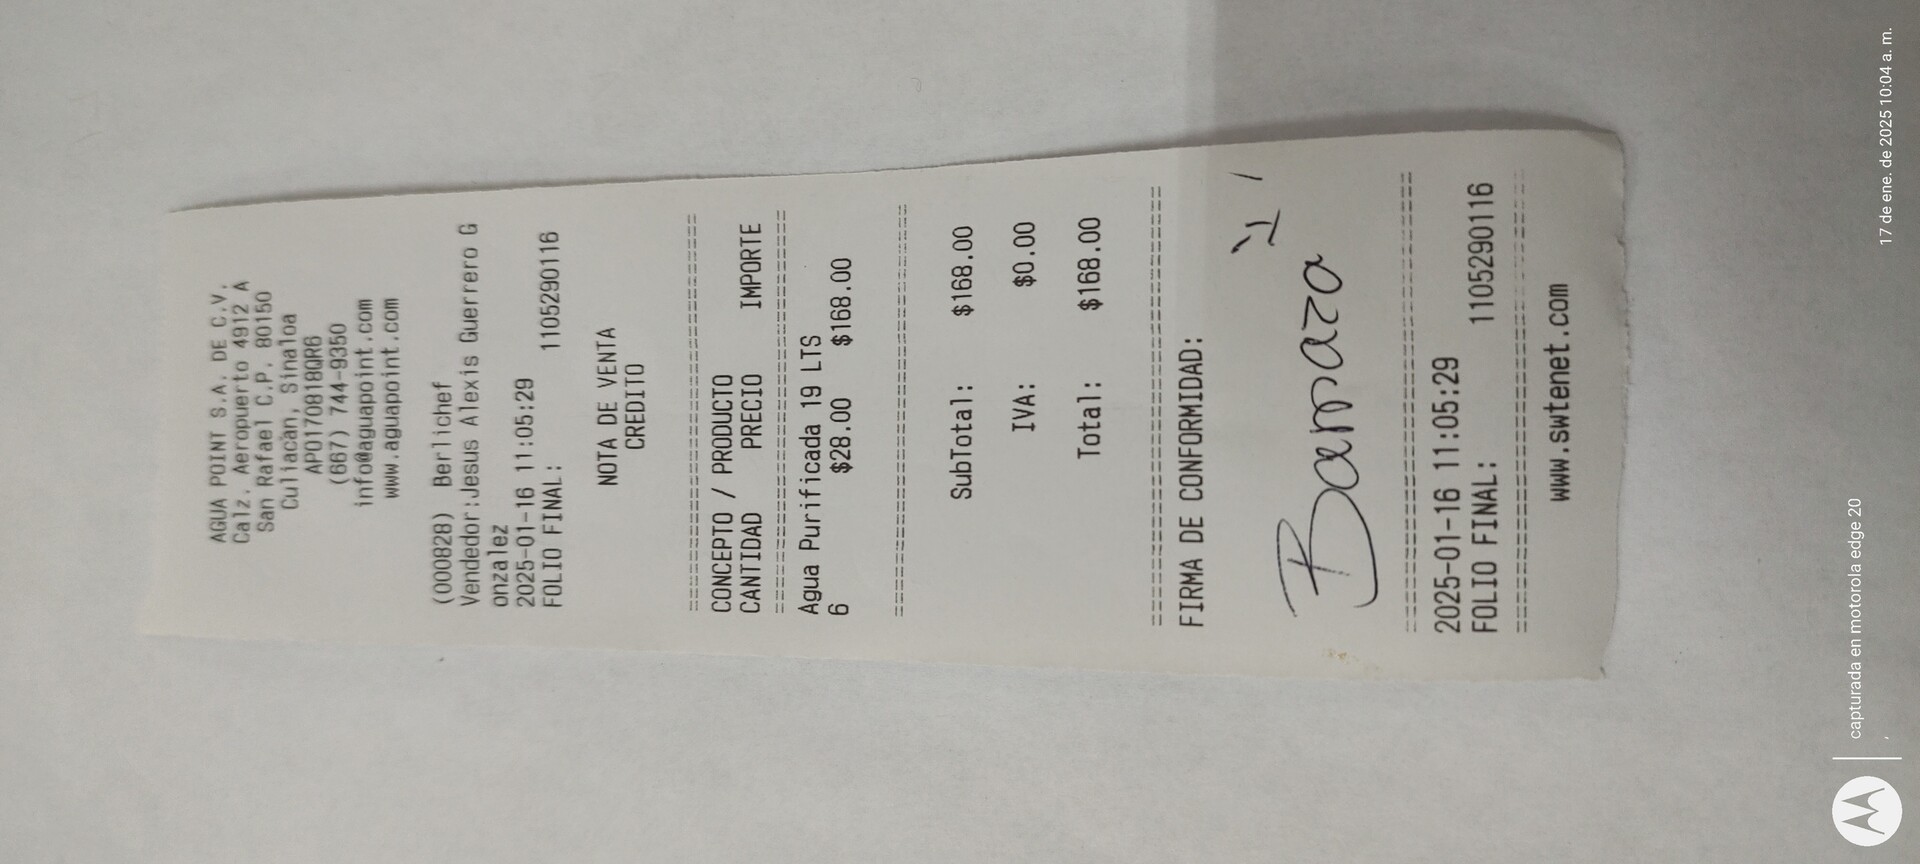 AGUA POINT S.A. DE C.V.
Calz. Aeropuerto 4912 A
San Rafael C.P. 80150
Culiacán, Sinaloa
APO170818QR6
(667) 744-9350
info@aguapoint.com
www.aguapoint.com
(000828) Berlichef
Vendedor:Jesus Alexis Guerrero G
onzalez
2025-01-16 11:05:29
FOLIO FINAL: 1105290116
NOTA DE VENTA
CREDITO
================================
CONCEPTO / PRODUCTO
CANTIDAD PRECIO IMPORTE
================================
Agua Purificada 19 LTS
6 $28.00 $168.00
================================
SubTotal: $168.00
IVA: $0.00
Total: $168.00
================================
FIRMA DE CONFORMIDAD:
Barraza
================================
2025-01-16 11:05:29
FOLIO FINAL: 1105290116
================================
www.swtenet.com
capturada en motorola edge 20
,
17 de ene. de 2025 10:04 a. m.